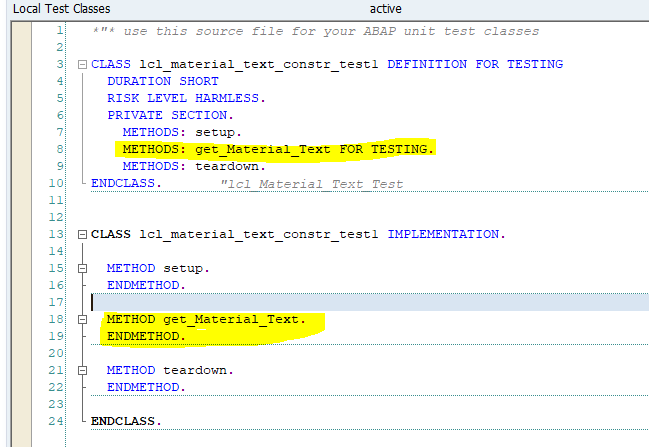 Local Test Classes active
1 *"* use this source file for your ABAP unit test classes
2
3 CLASS lcl_material_text_constr_test1 DEFINITION FOR TESTING
4 DURATION SHORT
5 RISK LEVEL HARMLESS.
6 PRIVATE SECTION.
7 METHODS: setup.
8 METHODS: get_Material_Text FOR TESTING.
9 METHODS: teardown.
10 ENDCLASS. "lcl_Material_Text_Test
11
12
13 CLASS lcl_material_text_constr_test1 IMPLEMENTATION.
14
15 METHOD setup.
16 ENDMETHOD.
17
18 METHOD get_Material_Text.
19 ENDMETHOD.
20
21 METHOD teardown.
22 ENDMETHOD.
23
24 ENDCLASS.